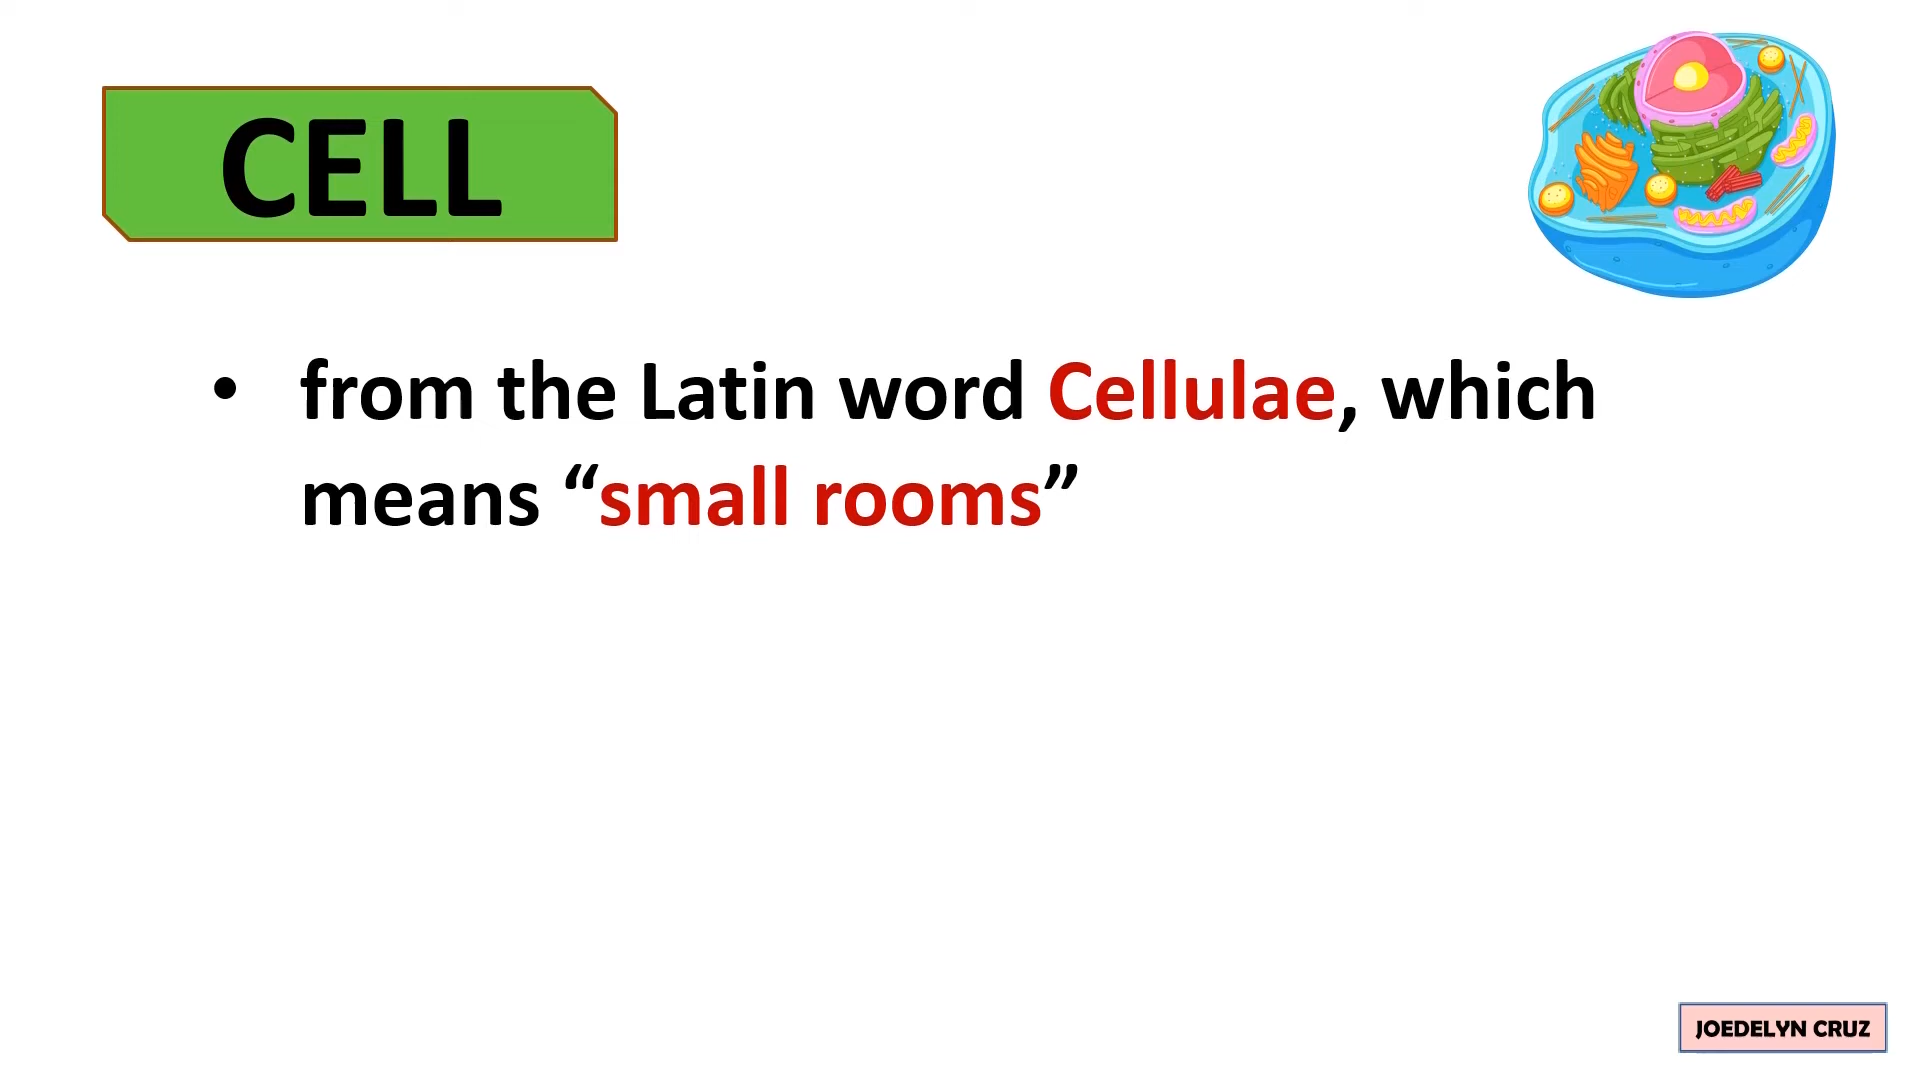 CELL
• from the Latin word Cellulae, which
means “small rooms”
JOEDELYN CRUZ